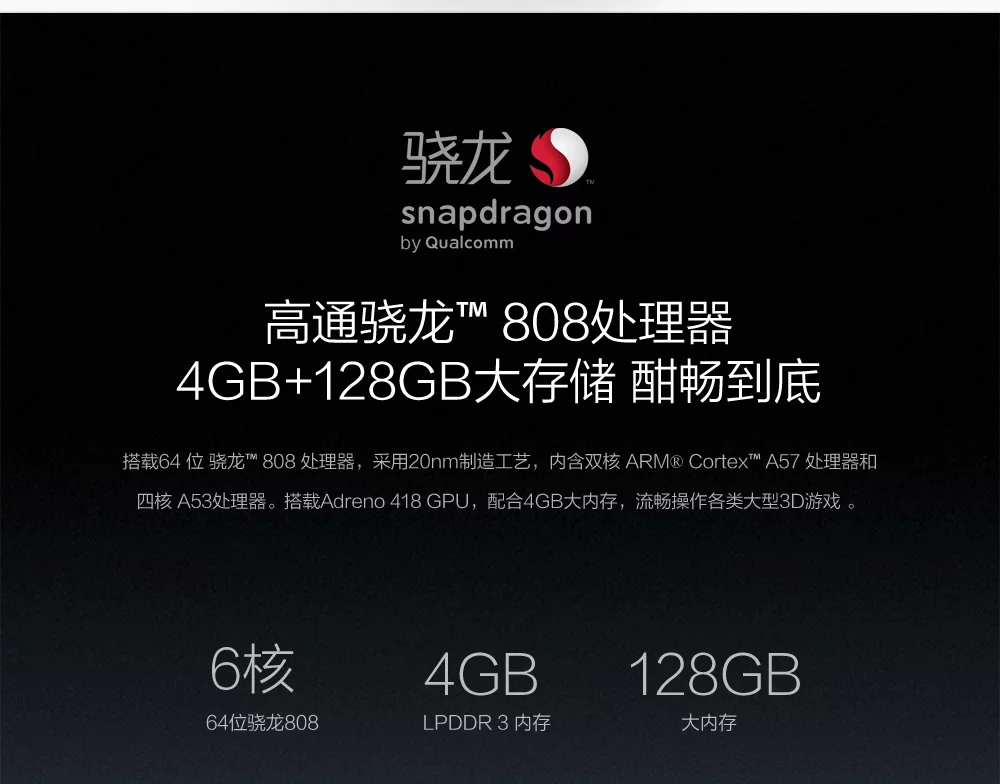 骁龙
™
snapdragon
by Qualcomm
高通骁龙™ 808处理器
4GB+128GB大存储 酣畅到底
搭载64 位 骁龙™ 808 处理器，采用20nm制造工艺，内含双核 ARM® Cortex™ A57 处理器和
四核 A53处理器。搭载Adreno 418 GPU，配合4GB大内存，流畅操作各类大型3D游戏 。
6核 4GB 128GB
64位骁龙808 LPDDR 3 内存 大内存